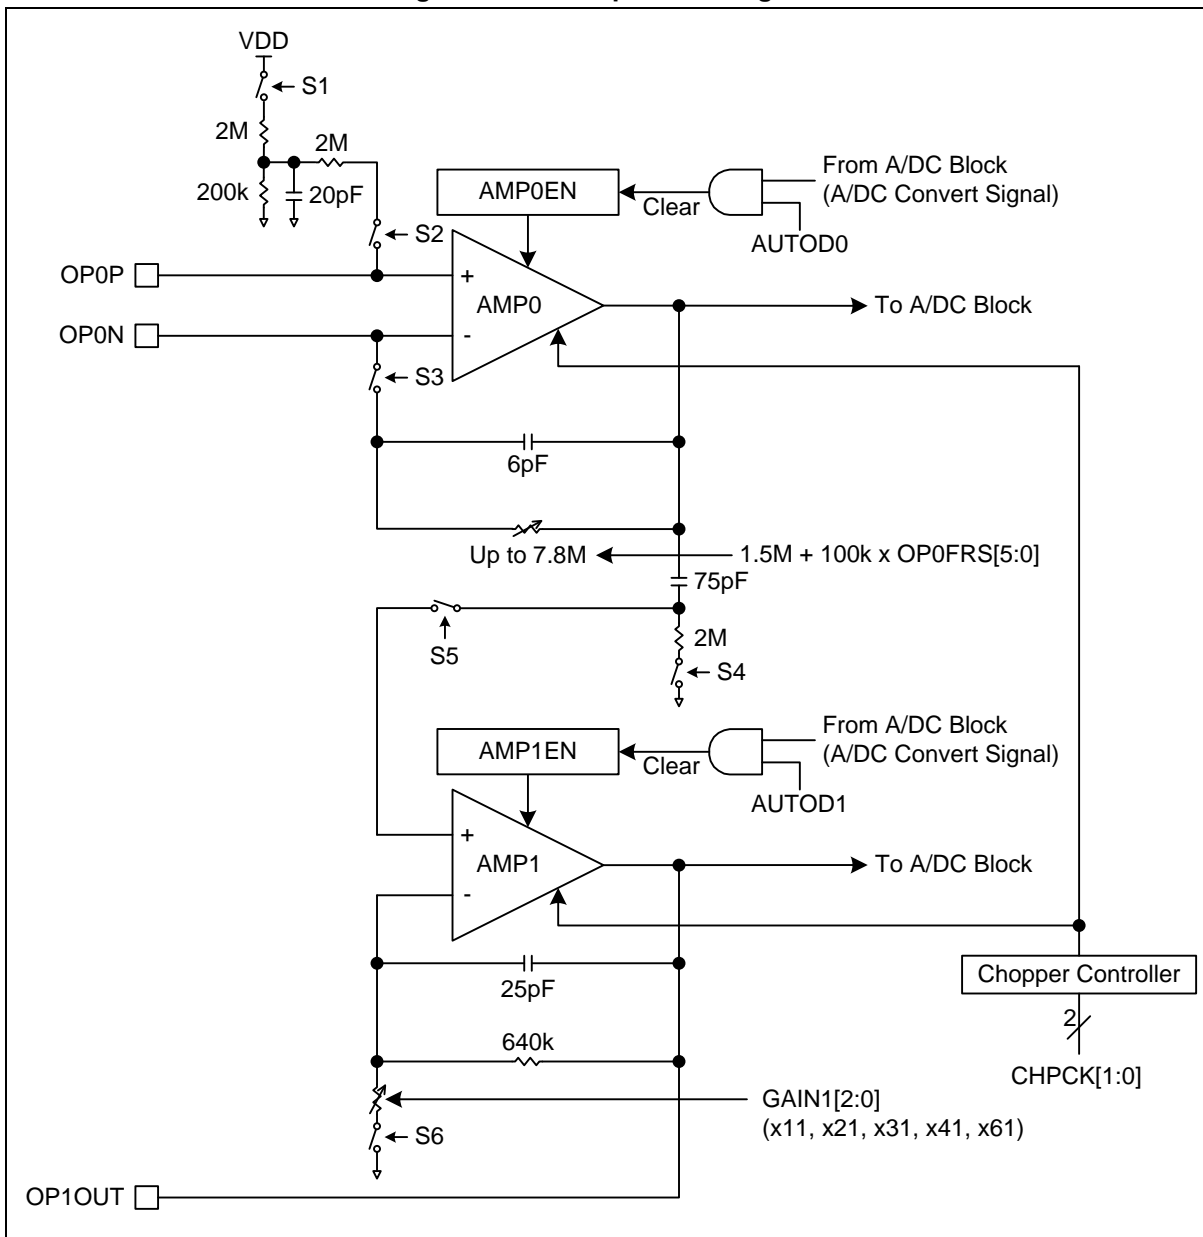 VDD
S1
2M
2M
200k
20pF
S2
OP0P
OP0N
AMP0EN
Clear
From A/DC Block
(A/DC Convert Signal)
AUTOD0
+
AMP0
-
To A/DC Block
S3
6pF
Up to 7.8M
1.5M + 100k x OP0FRS[5:0]
75pF
S5
2M
S4
AMP1EN
Clear
From A/DC Block
(A/DC Convert Signal)
AUTOD1
+
AMP1
-
To A/DC Block
25pF
Chopper Controller
2
CHPCK[1:0]
640k
GAIN1[2:0]
(x11, x21, x31, x41, x61)
S6
OP1OUT